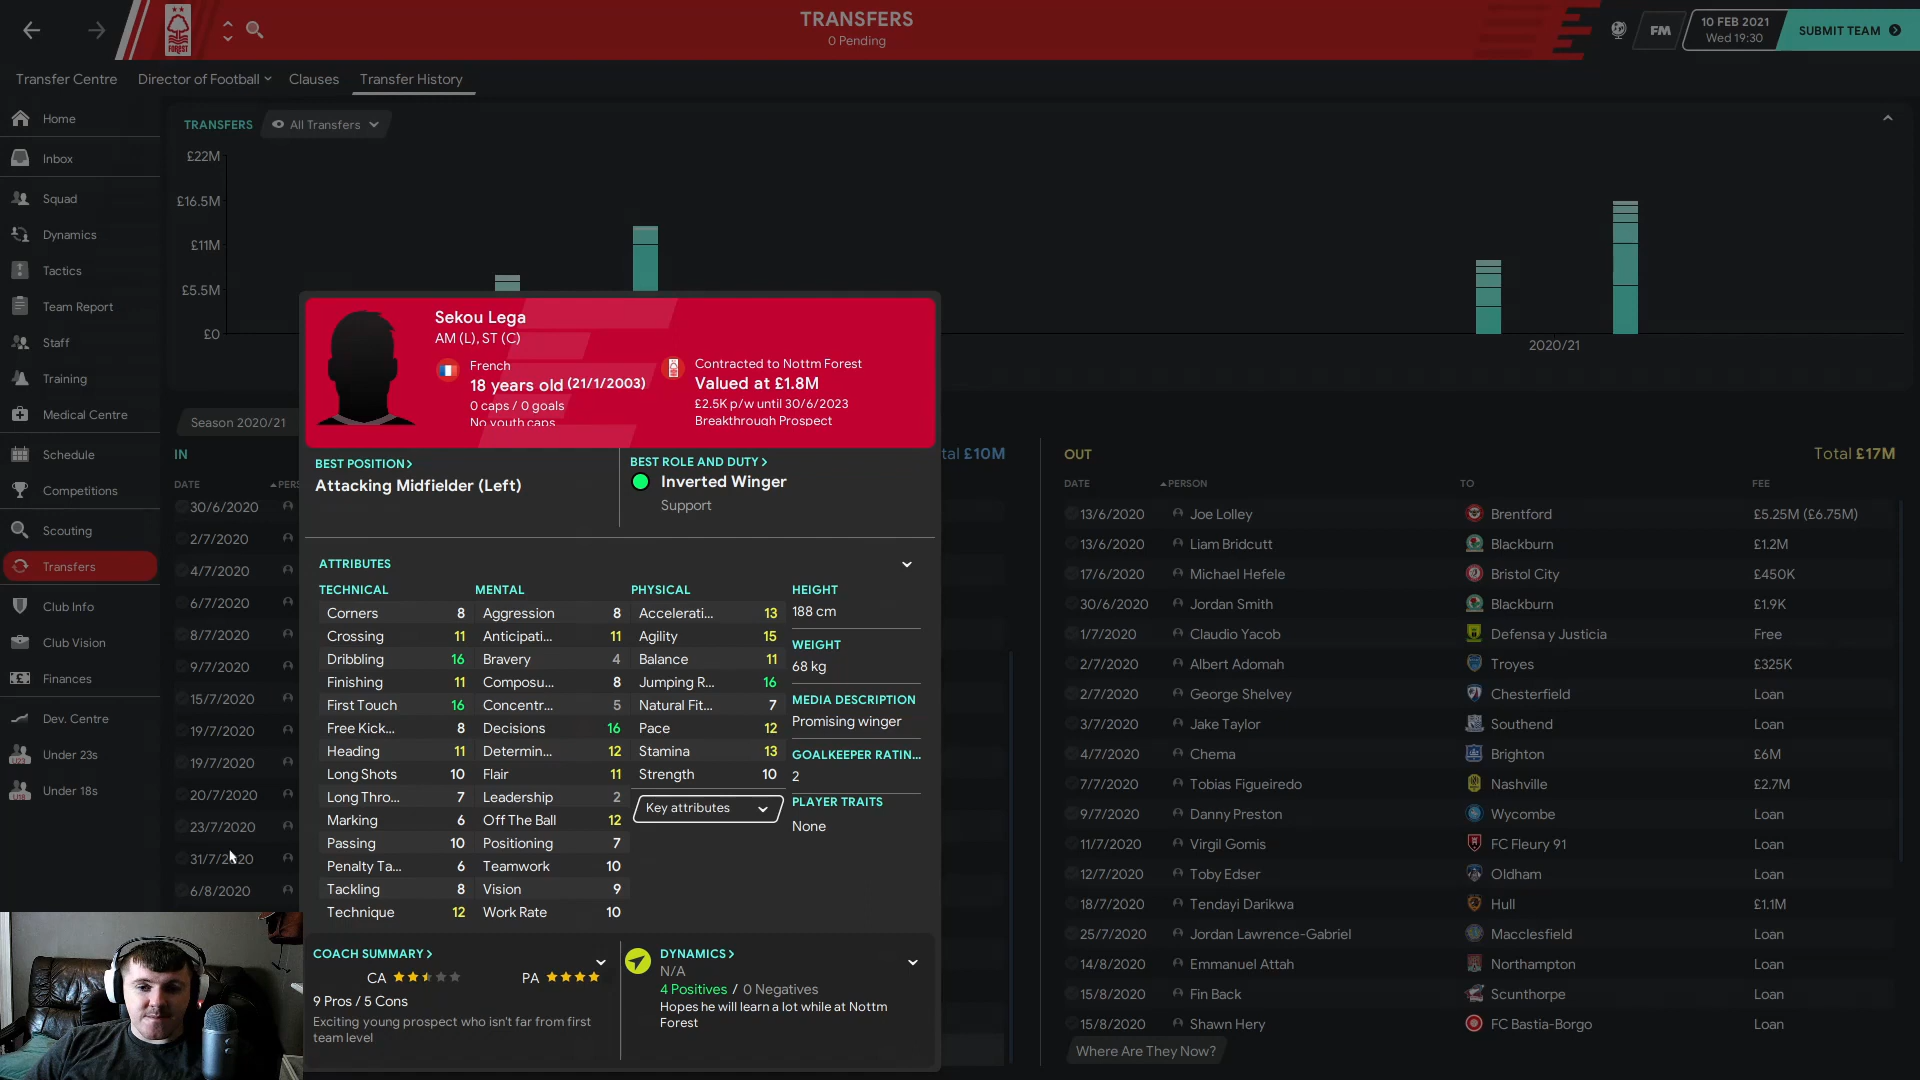 TRANSFERS
0 Pending
FM
10 FEB 2021
Wed 19:30
SUBMIT TEAM
Transfer Centre
Director of Football
Clauses
Transfer History
Home
Inbox
Squad
Dynamics
Tactics
Team Report
Staff
Training
Medical Centre
Schedule
Competitions
Scouting
Transfers
Club Info
Club Vision
Finances
Dev. Centre
Under 23s
Under 18s
TRANSFERS
All Transfers
£22M
£16.5M
£11M
£5.5M
£0
2020/21
Season 2020/21
IN
DATE
30/6/2020
2/7/2020
4/7/2020
6/7/2020
8/7/2020
9/7/2020
15/7/2020
19/7/2020
19/7/2020
20/7/2020
23/7/2020
31/7/2020
6/8/2020
Sekou Lega
AM (L), ST (C)
French
18 years old (21/1/2003)
0 caps / 0 goals
No youth caps
Contracted to Nottm Forest
Valued at £1.8M
£2.5K p/w until 30/6/2023
Breakthrough Prospect
BEST POSITION>
Attacking Midfielder (Left)
BEST ROLE AND DUTY>
Inverted Winger
Support
ATTRIBUTES
TECHNICAL
Corners 8
Crossing 11
Dribbling 16
Finishing 11
First Touch 16
Free Kick... 8
Heading 11
Long Shots 10
Long Thro... 7
Marking 6
Passing 10
Penalty Ta... 6
Tackling 8
Technique 12
MENTAL
Aggression 8
Anticipati... 11
Bravery 4
Composu... 8
Concentr... 5
Decisions 16
Determin... 12
Flair 11
Leadership 2
Off The Ball 12
Positioning 7
Teamwork 10
Vision 9
Work Rate 10
PHYSICAL
Accelerati... 13
Agility 15
Balance 11
Jumping R... 16
Natural Fit... 7
Pace 12
Stamina 13
Strength 10
Key attributes
HEIGHT
188 cm
WEIGHT
68 kg
MEDIA DESCRIPTION
Promising winger
GOALKEEPER RATIN...
2
PLAYER TRAITS
None
COACH SUMMARY>
CA
PA
9 Pros / 5 Cons
Exciting young prospect who isn't far from first
team level
DYNAMICS>
N/A
4 Positives / 0 Negatives
Hopes he will learn a lot while at Nottm
Forest
tal £10M
OUT
Total £17M
DATE PERSON TO FEE
13/6/2020 Joe Lolley Brentford £5.25M (£6.75M)
13/6/2020 Liam Bridcutt Blackburn £1.2M
17/6/2020 Michael Hefele Bristol City £450K
30/6/2020 Jordan Smith Blackburn £1.9K
1/7/2020 Claudio Yacob Defensa y Justicia Free
2/7/2020 Albert Adomah Troyes £325K
2/7/2020 George Shelvey Chesterfield Loan
3/7/2020 Jake Taylor Southend Loan
4/7/2020 Chema Brighton £6M
7/7/2020 Tobias Figueiredo Nashville £2.7M
9/7/2020 Danny Preston Wycombe Loan
11/7/2020 Virgil Gomis FC Fleury 91 Loan
12/7/2020 Toby Edser Oldham Loan
18/7/2020 Tendayi Darikwa Hull £1.1M
25/7/2020 Jordan Lawrence-Gabriel Macclesfield Loan
14/8/2020 Emmanuel Attah Northampton Loan
15/8/2020 Fin Back Scunthorpe Loan
15/8/2020 Shawn Hery FC Bastia-Borgo Loan
Where Are They Now?